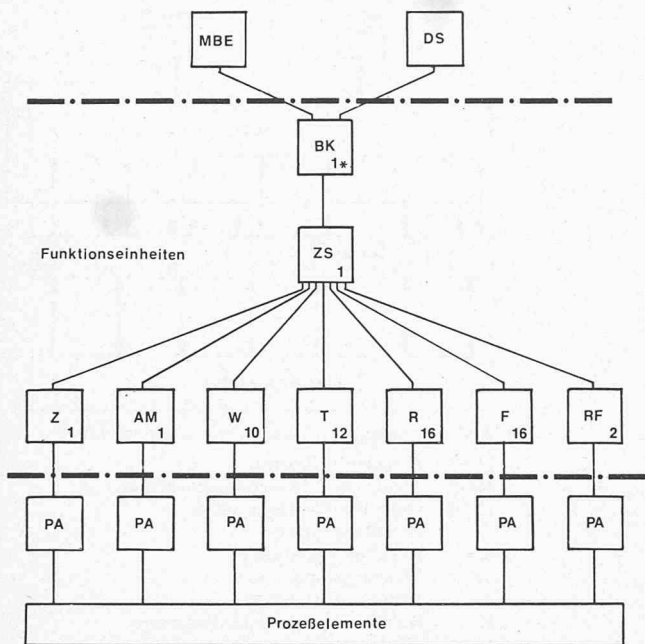 MBE
DS
BK
1*
ZS
1
Funktionseinheiten
Z
1
AM
1
W
10
T
12
R
16
F
16
RF
2
PA
PA
PA
PA
PA
PA
PA
Prozeßelemente